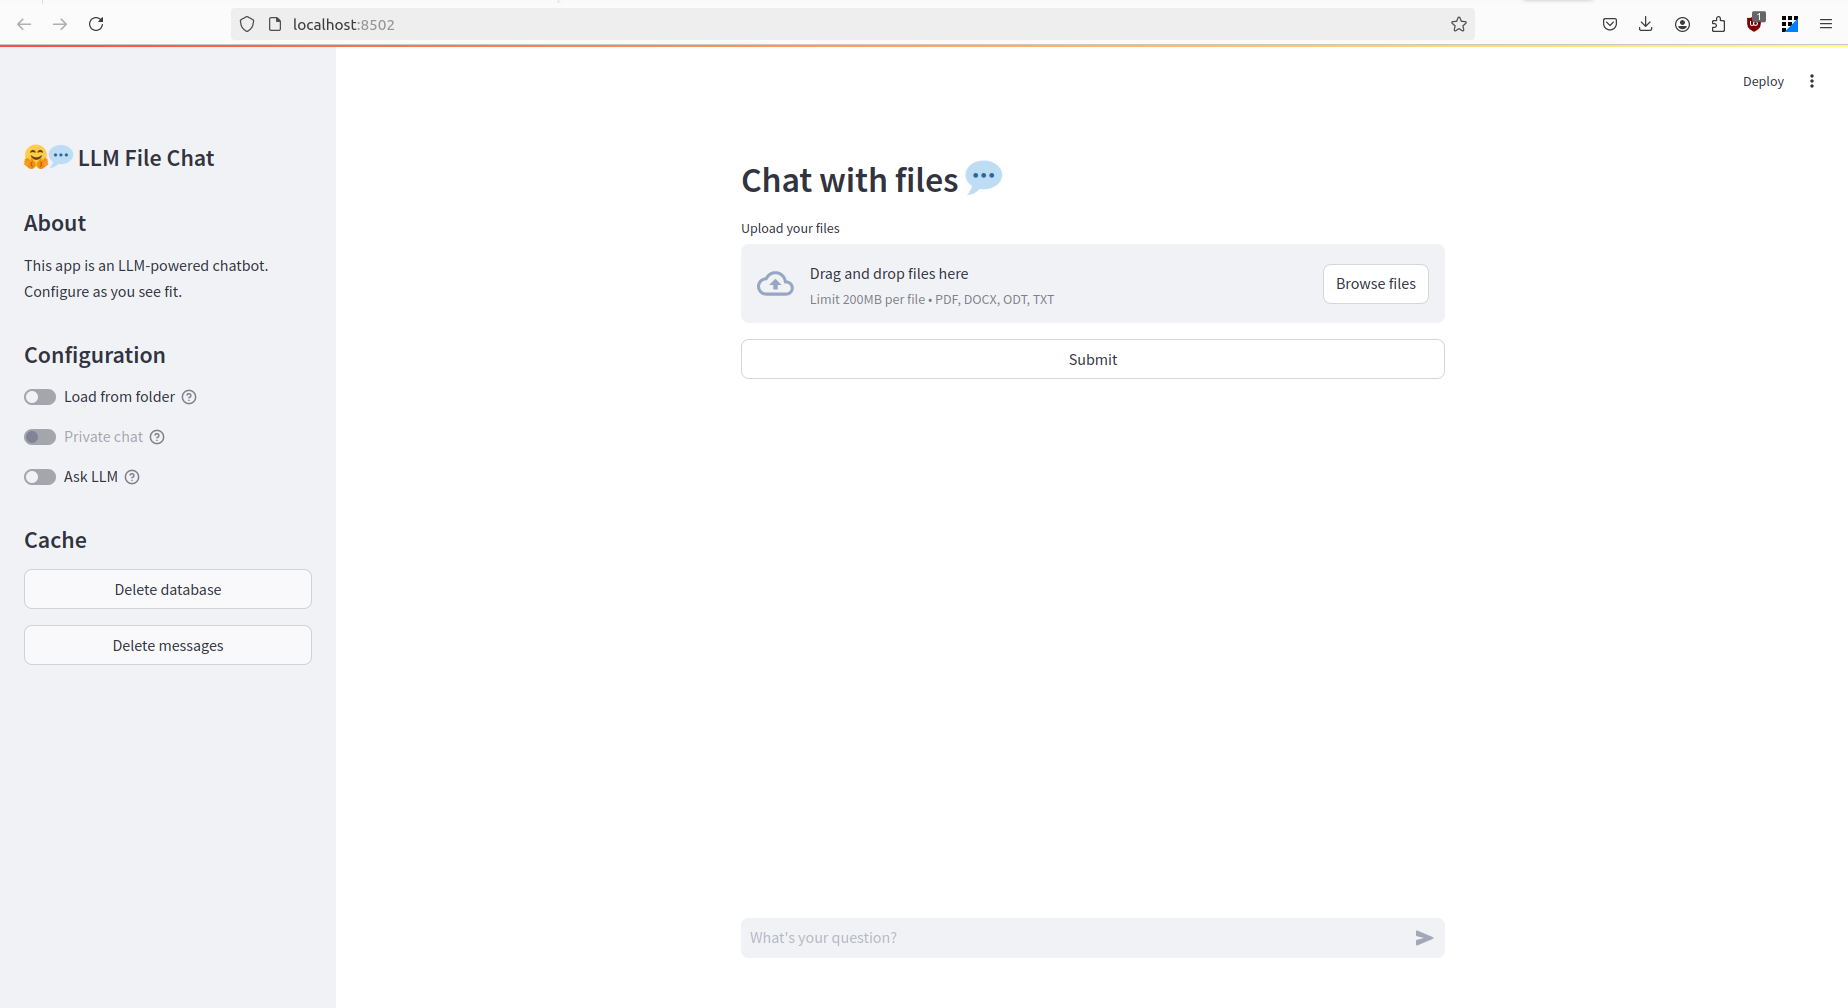 localhost:8502
1
Deploy
LLM File Chat
About
This app is an LLM-powered chatbot.
Configure as you see fit.
Configuration
Load from folder
Private chat
Ask LLM
Cache
Delete database
Delete messages
Chat with files
Upload your files
Drag and drop files here
Limit 200MB per file • PDF, DOCX, ODT, TXT
Browse files
Submit
What's your question?